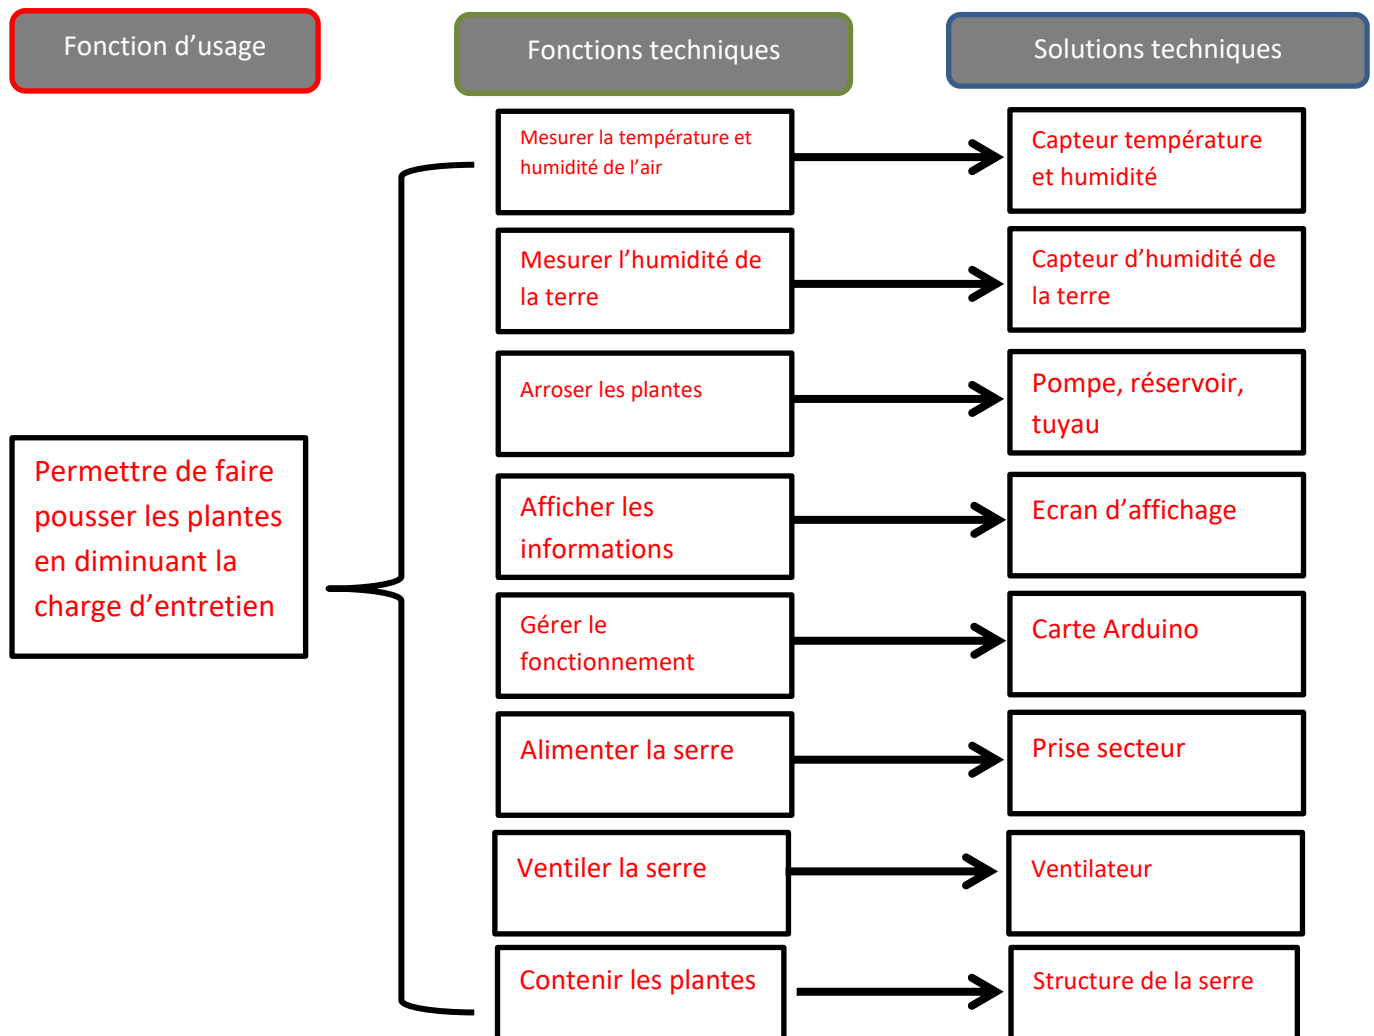 Fonction d’usage
Fonctions techniques
Solutions techniques
Mesurer la température et
humidité de l’air
Capteur température
et humidité
Mesurer l’humidité de
la terre
Capteur d’humidité de
la terre
Arroser les plantes
Pompe, réservoir,
tuyau
Permettre de faire
pousser les plantes
en diminuant la
charge d’entretien
Afficher les
informations
Ecran d’affichage
Gérer le
fonctionnement
Carte Arduino
Alimenter la serre
Prise secteur
Ventiler la serre
Ventilateur
Contenir les plantes
Structure de la serre